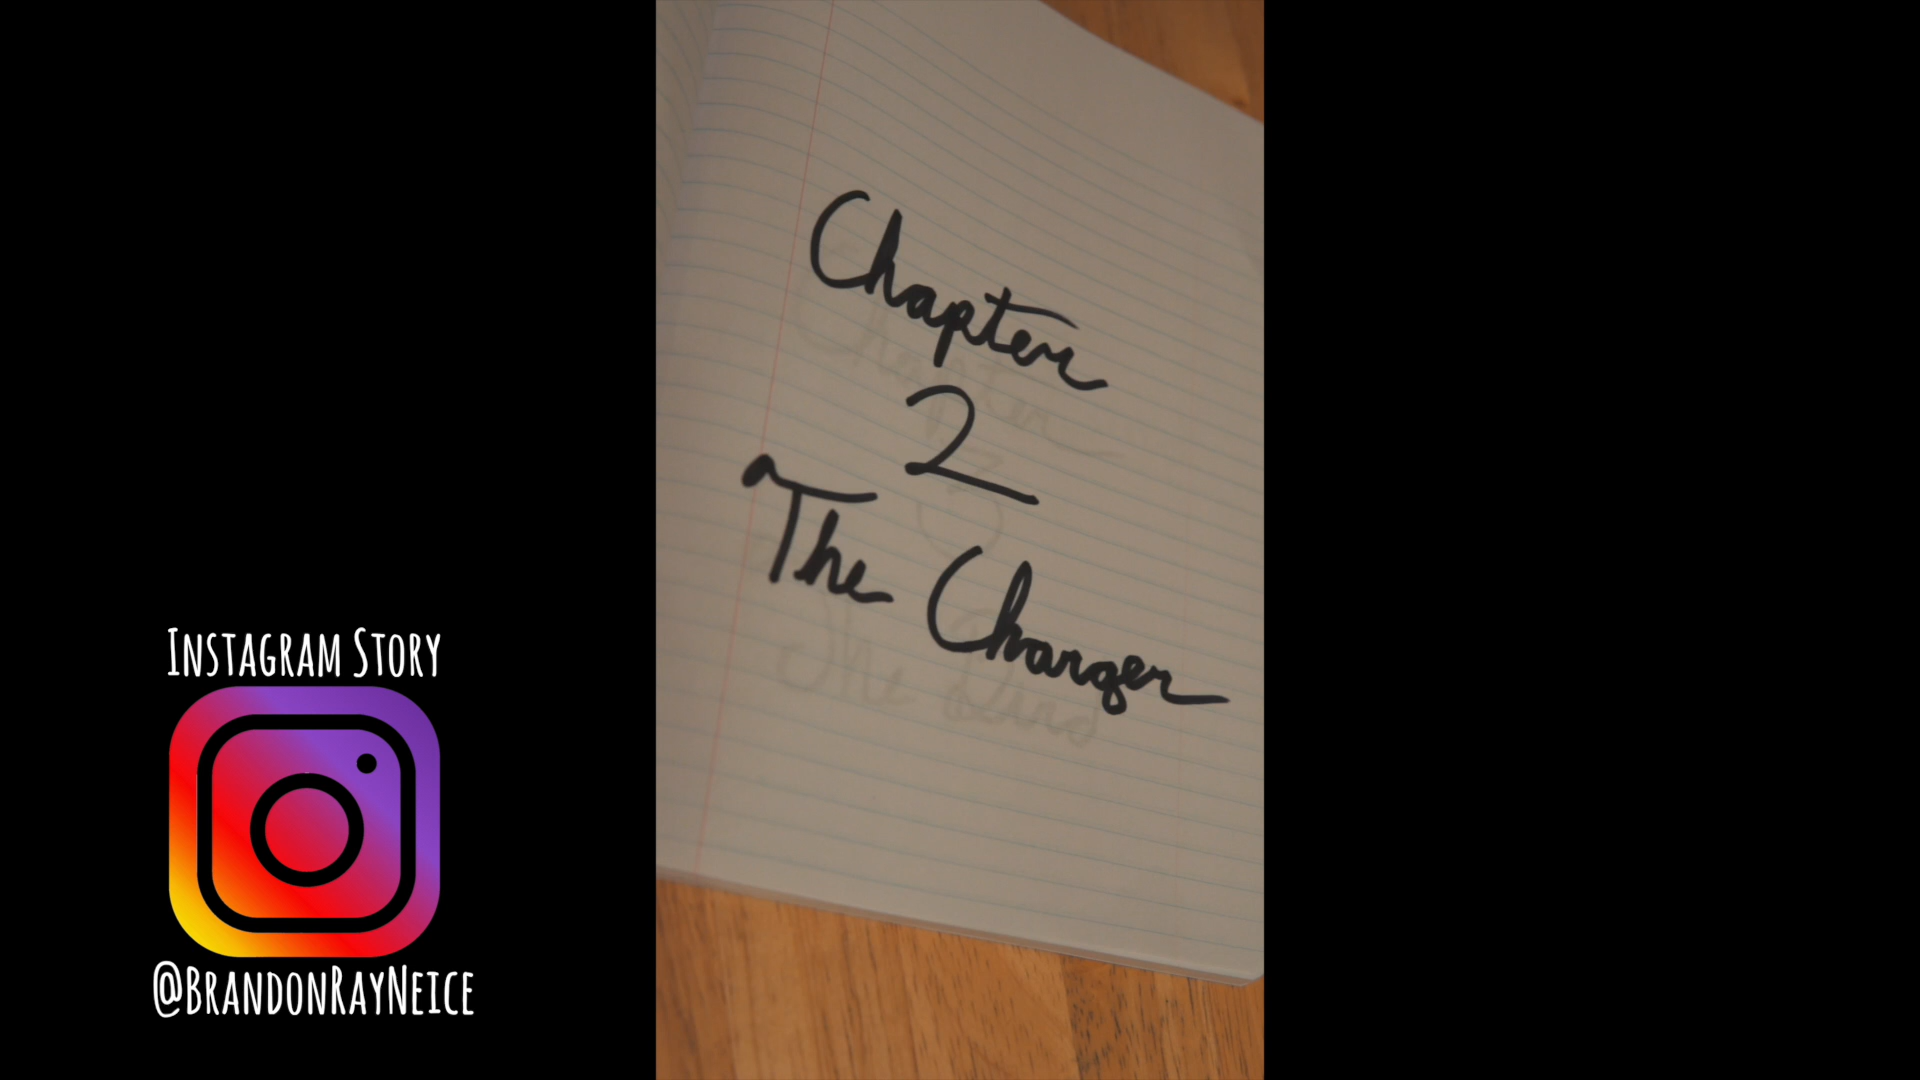 Chapter
2
The Charger
Instagram Story
@BrandonRayNeice